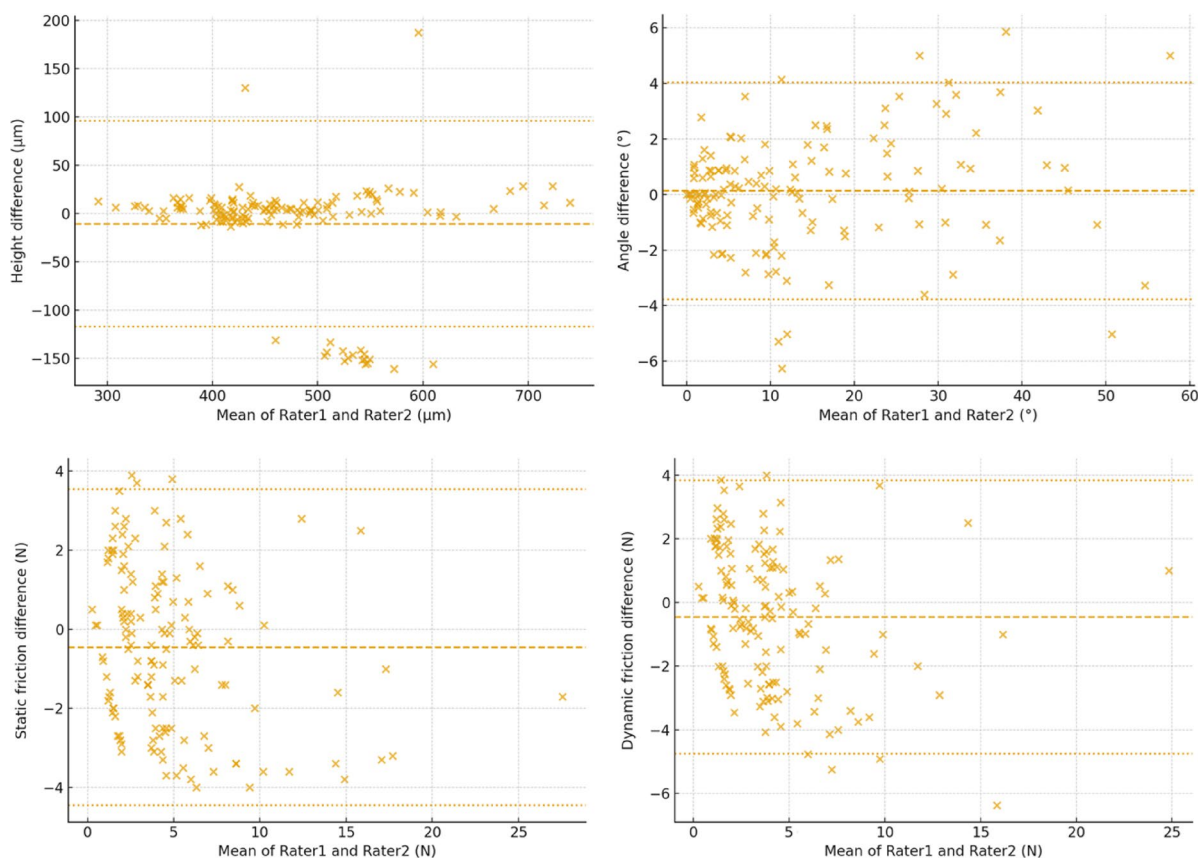 200
150
100
50
0
−50
−100
−150
Height difference (µm)
300 400 500 600 700
Mean of Rater1 and Rater2 (µm)
6
4
2
0
−2
−4
−6
Angle difference (°)
0 10 20 30 40 50 60
Mean of Rater1 and Rater2 (°)
4
2
0
−2
−4
Static friction difference (N)
0 5 10 15 20 25
Mean of Rater1 and Rater2 (N)
4
2
0
−2
−4
−6
Dynamic friction difference (N)
0 5 10 15 20 25
Mean of Rater1 and Rater2 (N)